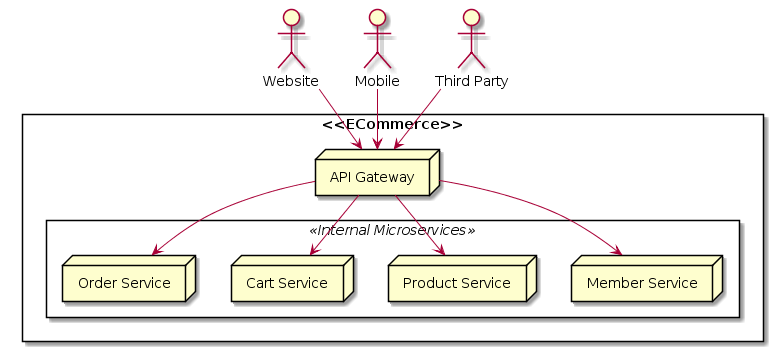 Website
Mobile
Third Party
<<ECommerce>>
API Gateway
«Internal Microservices»
Order Service
Cart Service
Product Service
Member Service